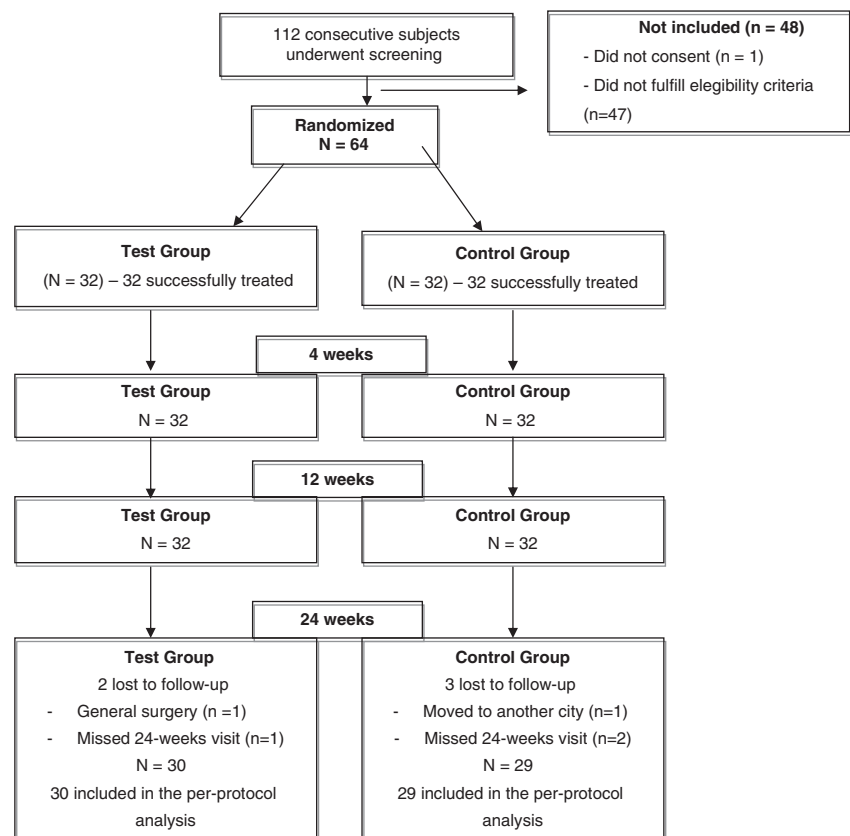 112 consecutive subjects
underwent screening
Not included (n = 48)
- Did not consent (n = 1)
- Did not fulfill elegibility criteria
(n=47)
Randomized
N = 64
Test Group
(N = 32) – 32 successfully treated
Control Group
(N = 32) – 32 successfully treated
4 weeks
Test Group
N = 32
Control Group
N = 32
12 weeks
Test Group
N = 32
Control Group
N = 32
24 weeks
Test Group
2 lost to follow-up
- General surgery (n =1)
- Missed 24-weeks visit (n=1)
N = 30
30 included in the per-protocol
analysis
Control Group
3 lost to follow-up
- Moved to another city (n=1)
- Missed 24-weeks visit (n=2)
N = 29
29 included in the per-protocol
analysis